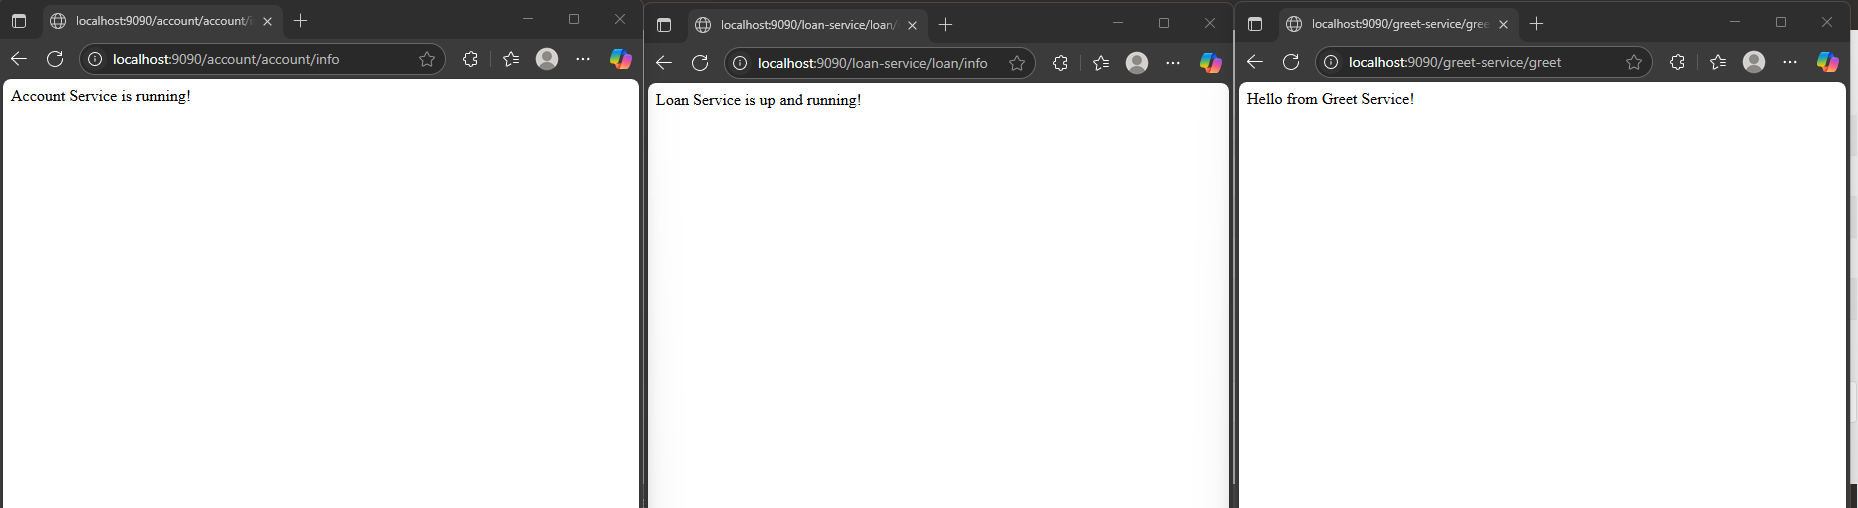 localhost:9090/account/account/i
localhost:9090/account/account/info
Account Service is running!
localhost:9090/loan-service/loan/
localhost:9090/loan-service/loan/info
Loan Service is up and running!
localhost:9090/greet-service/gree
localhost:9090/greet-service/greet
Hello from Greet Service!